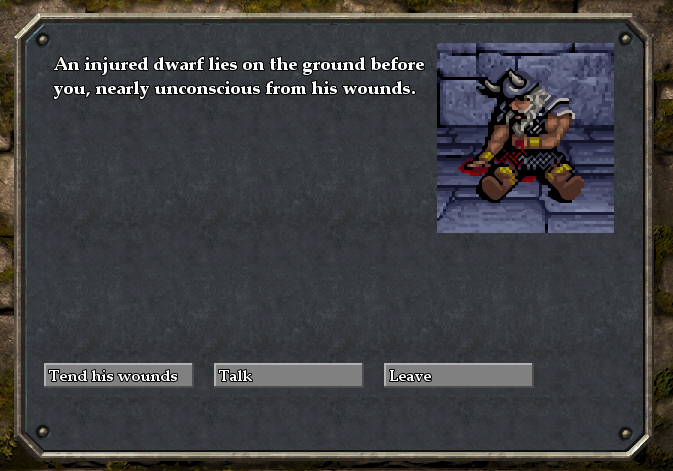 An injured dwarf lies on the ground before
you, nearly unconscious from his wounds.
Tend his wounds
Talk
Leave